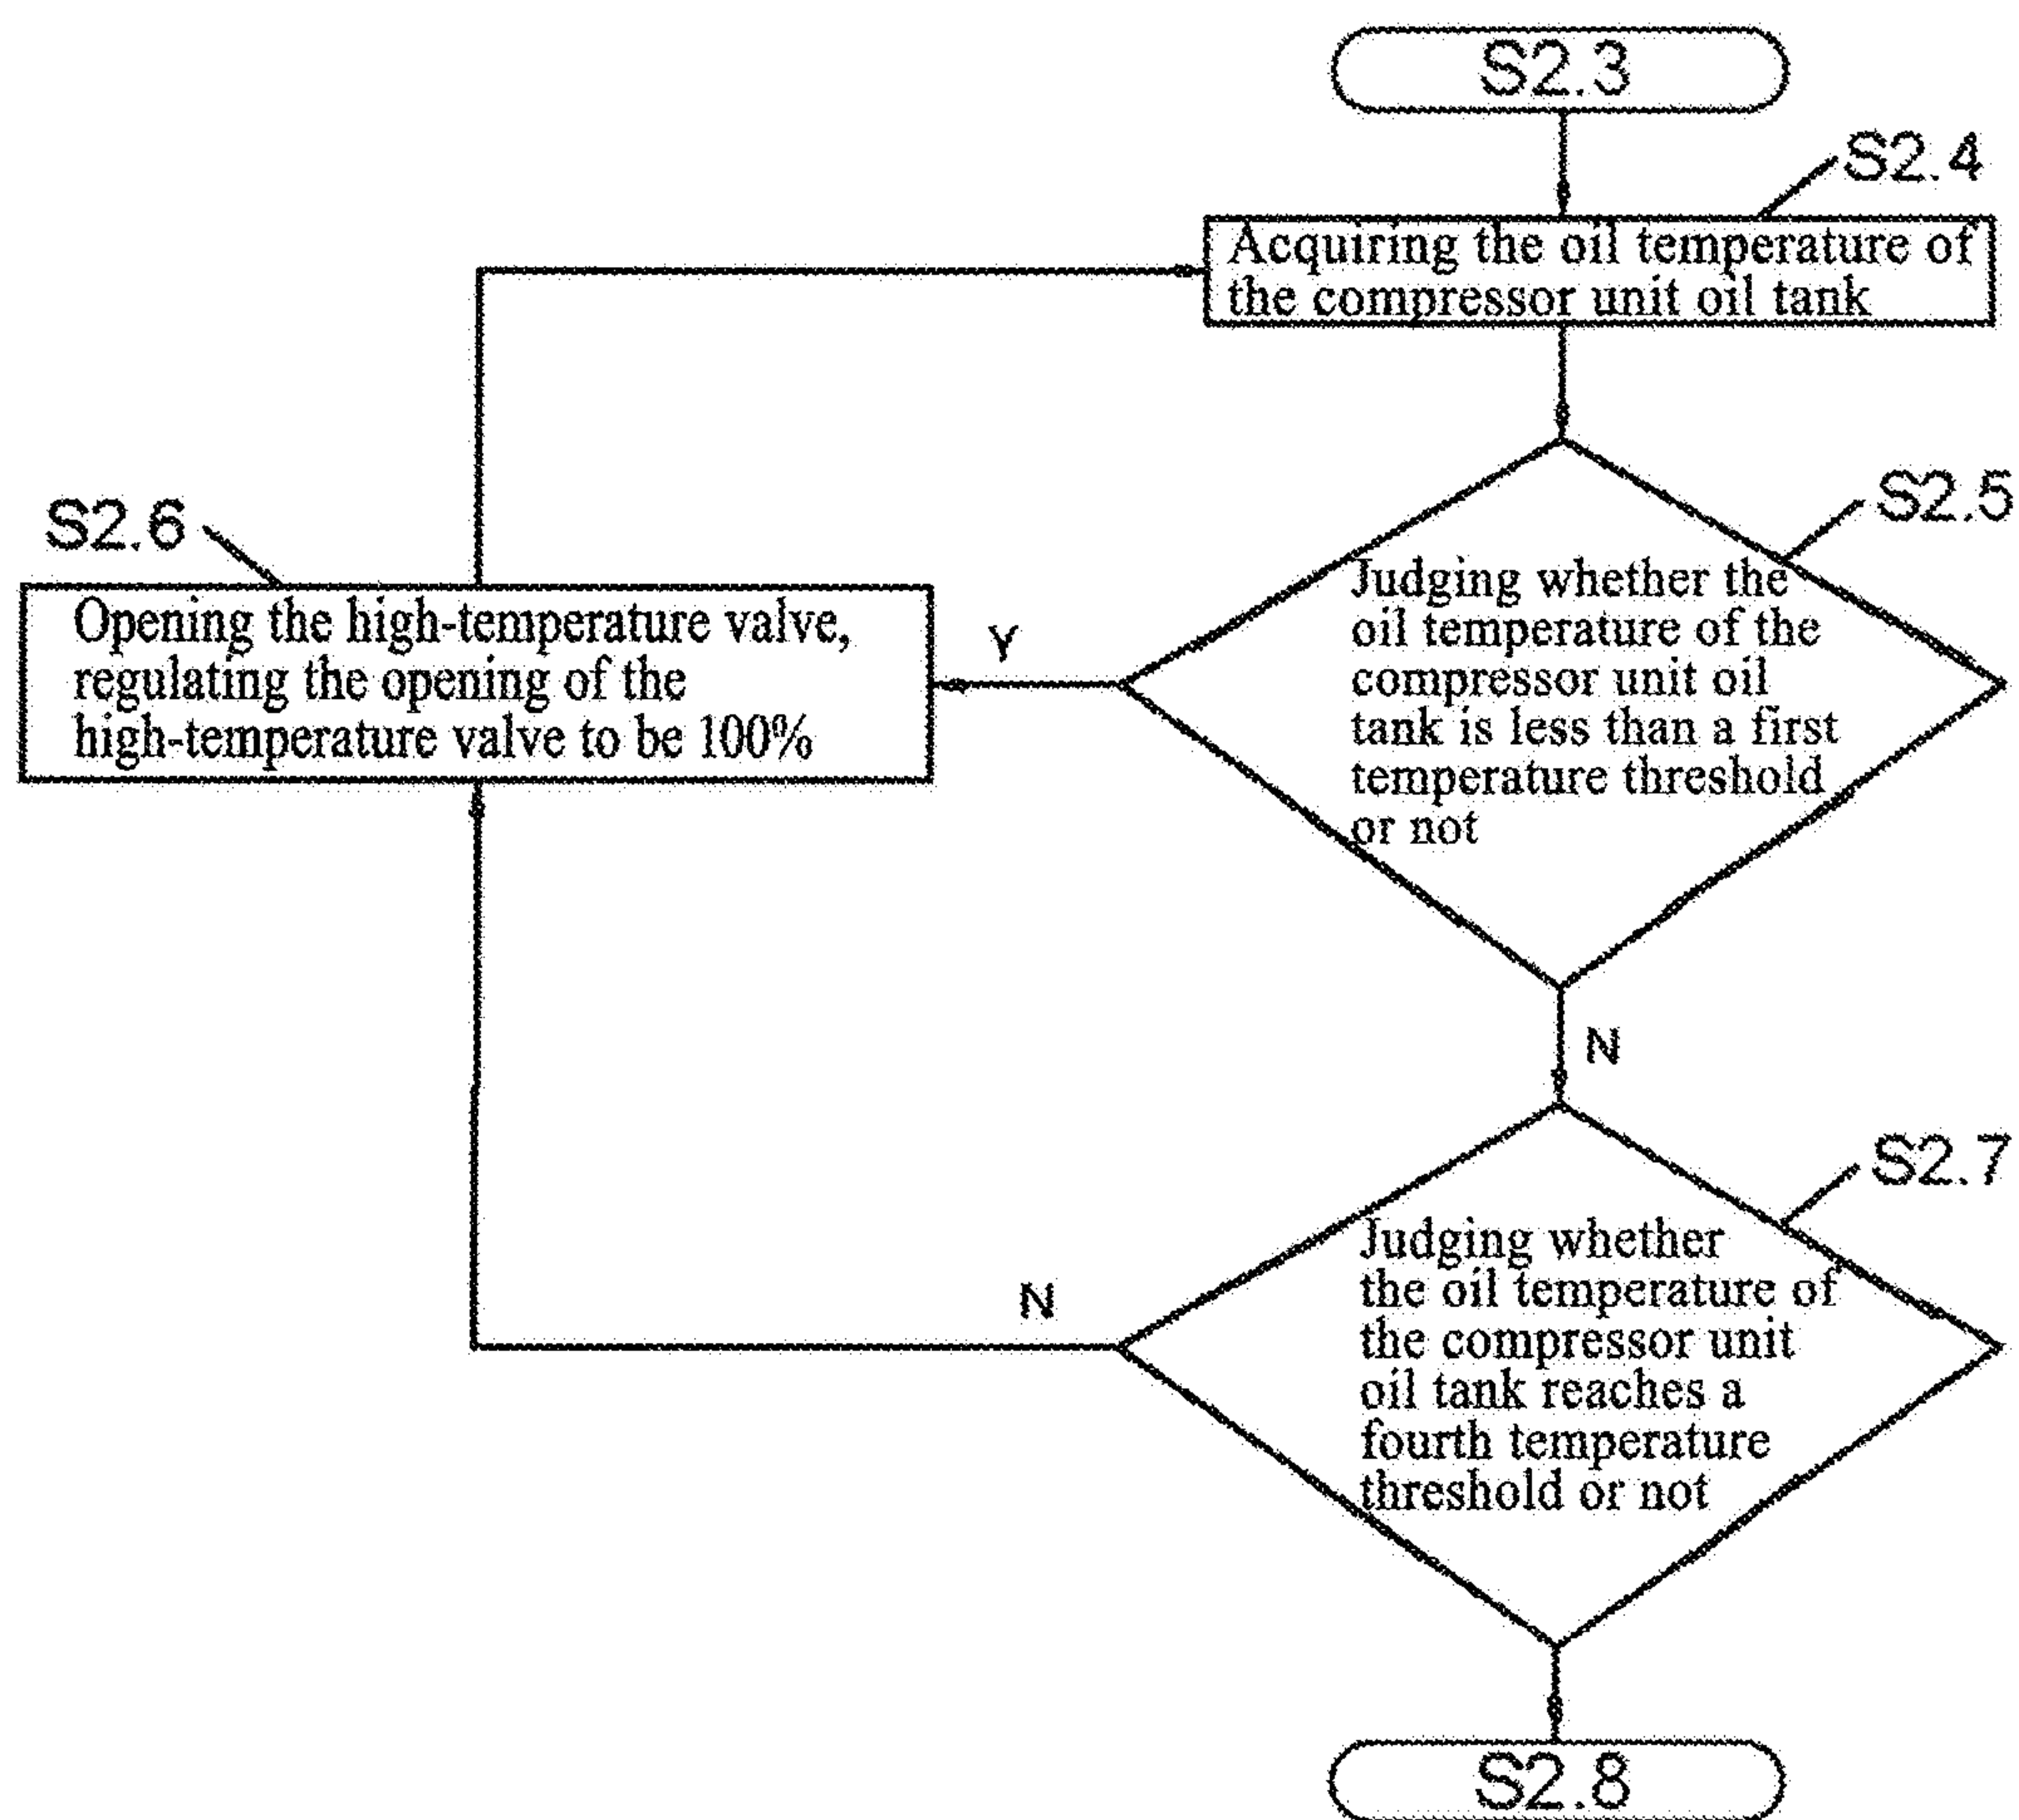 S2.3
S2.4
Acquiring the oil temperature of
the compressor unit oil tank
S2.5
Judging whether the
oil temperature of the
compressor unit oil
tank is less than a first
temperature threshold
or not
Y
S2.6
Opening the high-temperature valve,
regulating the opening of the
high-temperature valve to be 100%
N
S2.7
Judging whether
the oil temperature of
the compressor unit
oil tank reaches a
fourth temperature
threshold or not
N
S2.8